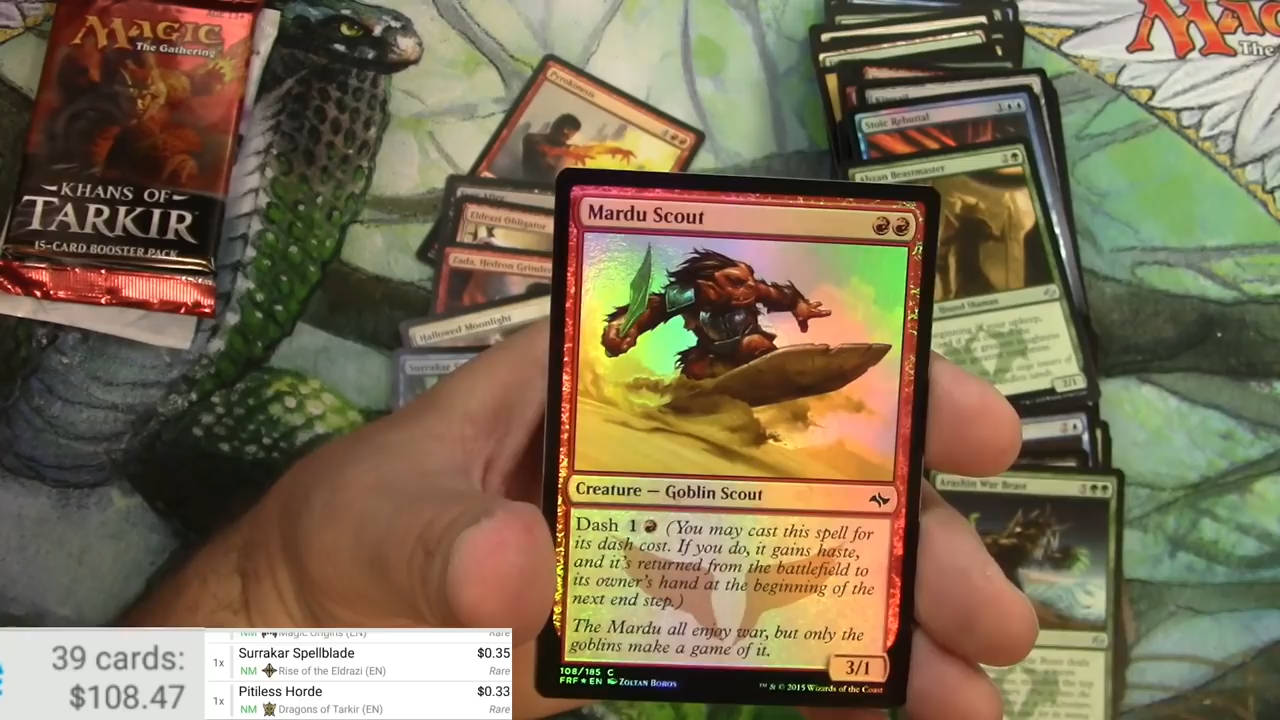 MAGIC
The Gathering
KHANS OF
TARKIR
15-CARD BOOSTER PACK
Pyrokinesis
Eldrazi Obligator
Zada, Hedron Grinder
Hallowed Moonlight
Surrakar
Stoic Rebuttal
Abzan Beastmaster
2/1
Arashin War Beast
Mardu Scout
Creature — Goblin Scout
Dash 1 (You may cast this spell for
its dash cost. If you do, it gains haste,
and it's returned from the battlefield to
its owner's hand at the beginning of the
next end step.)
The Mardu all enjoy war, but only the
goblins make a game of it.
3/1
108/185 C
FRF ★ EN Zoltan Boros
™ & © 2015 Wizards of the Coast
39 cards:
$108.47
NM Magic Origins (EN) Rare
1x Surrakar Spellblade $0.35
NM Rise of the Eldrazi (EN) Rare
1x Pitiless Horde $0.33
NM Dragons of Tarkir (EN) Rare